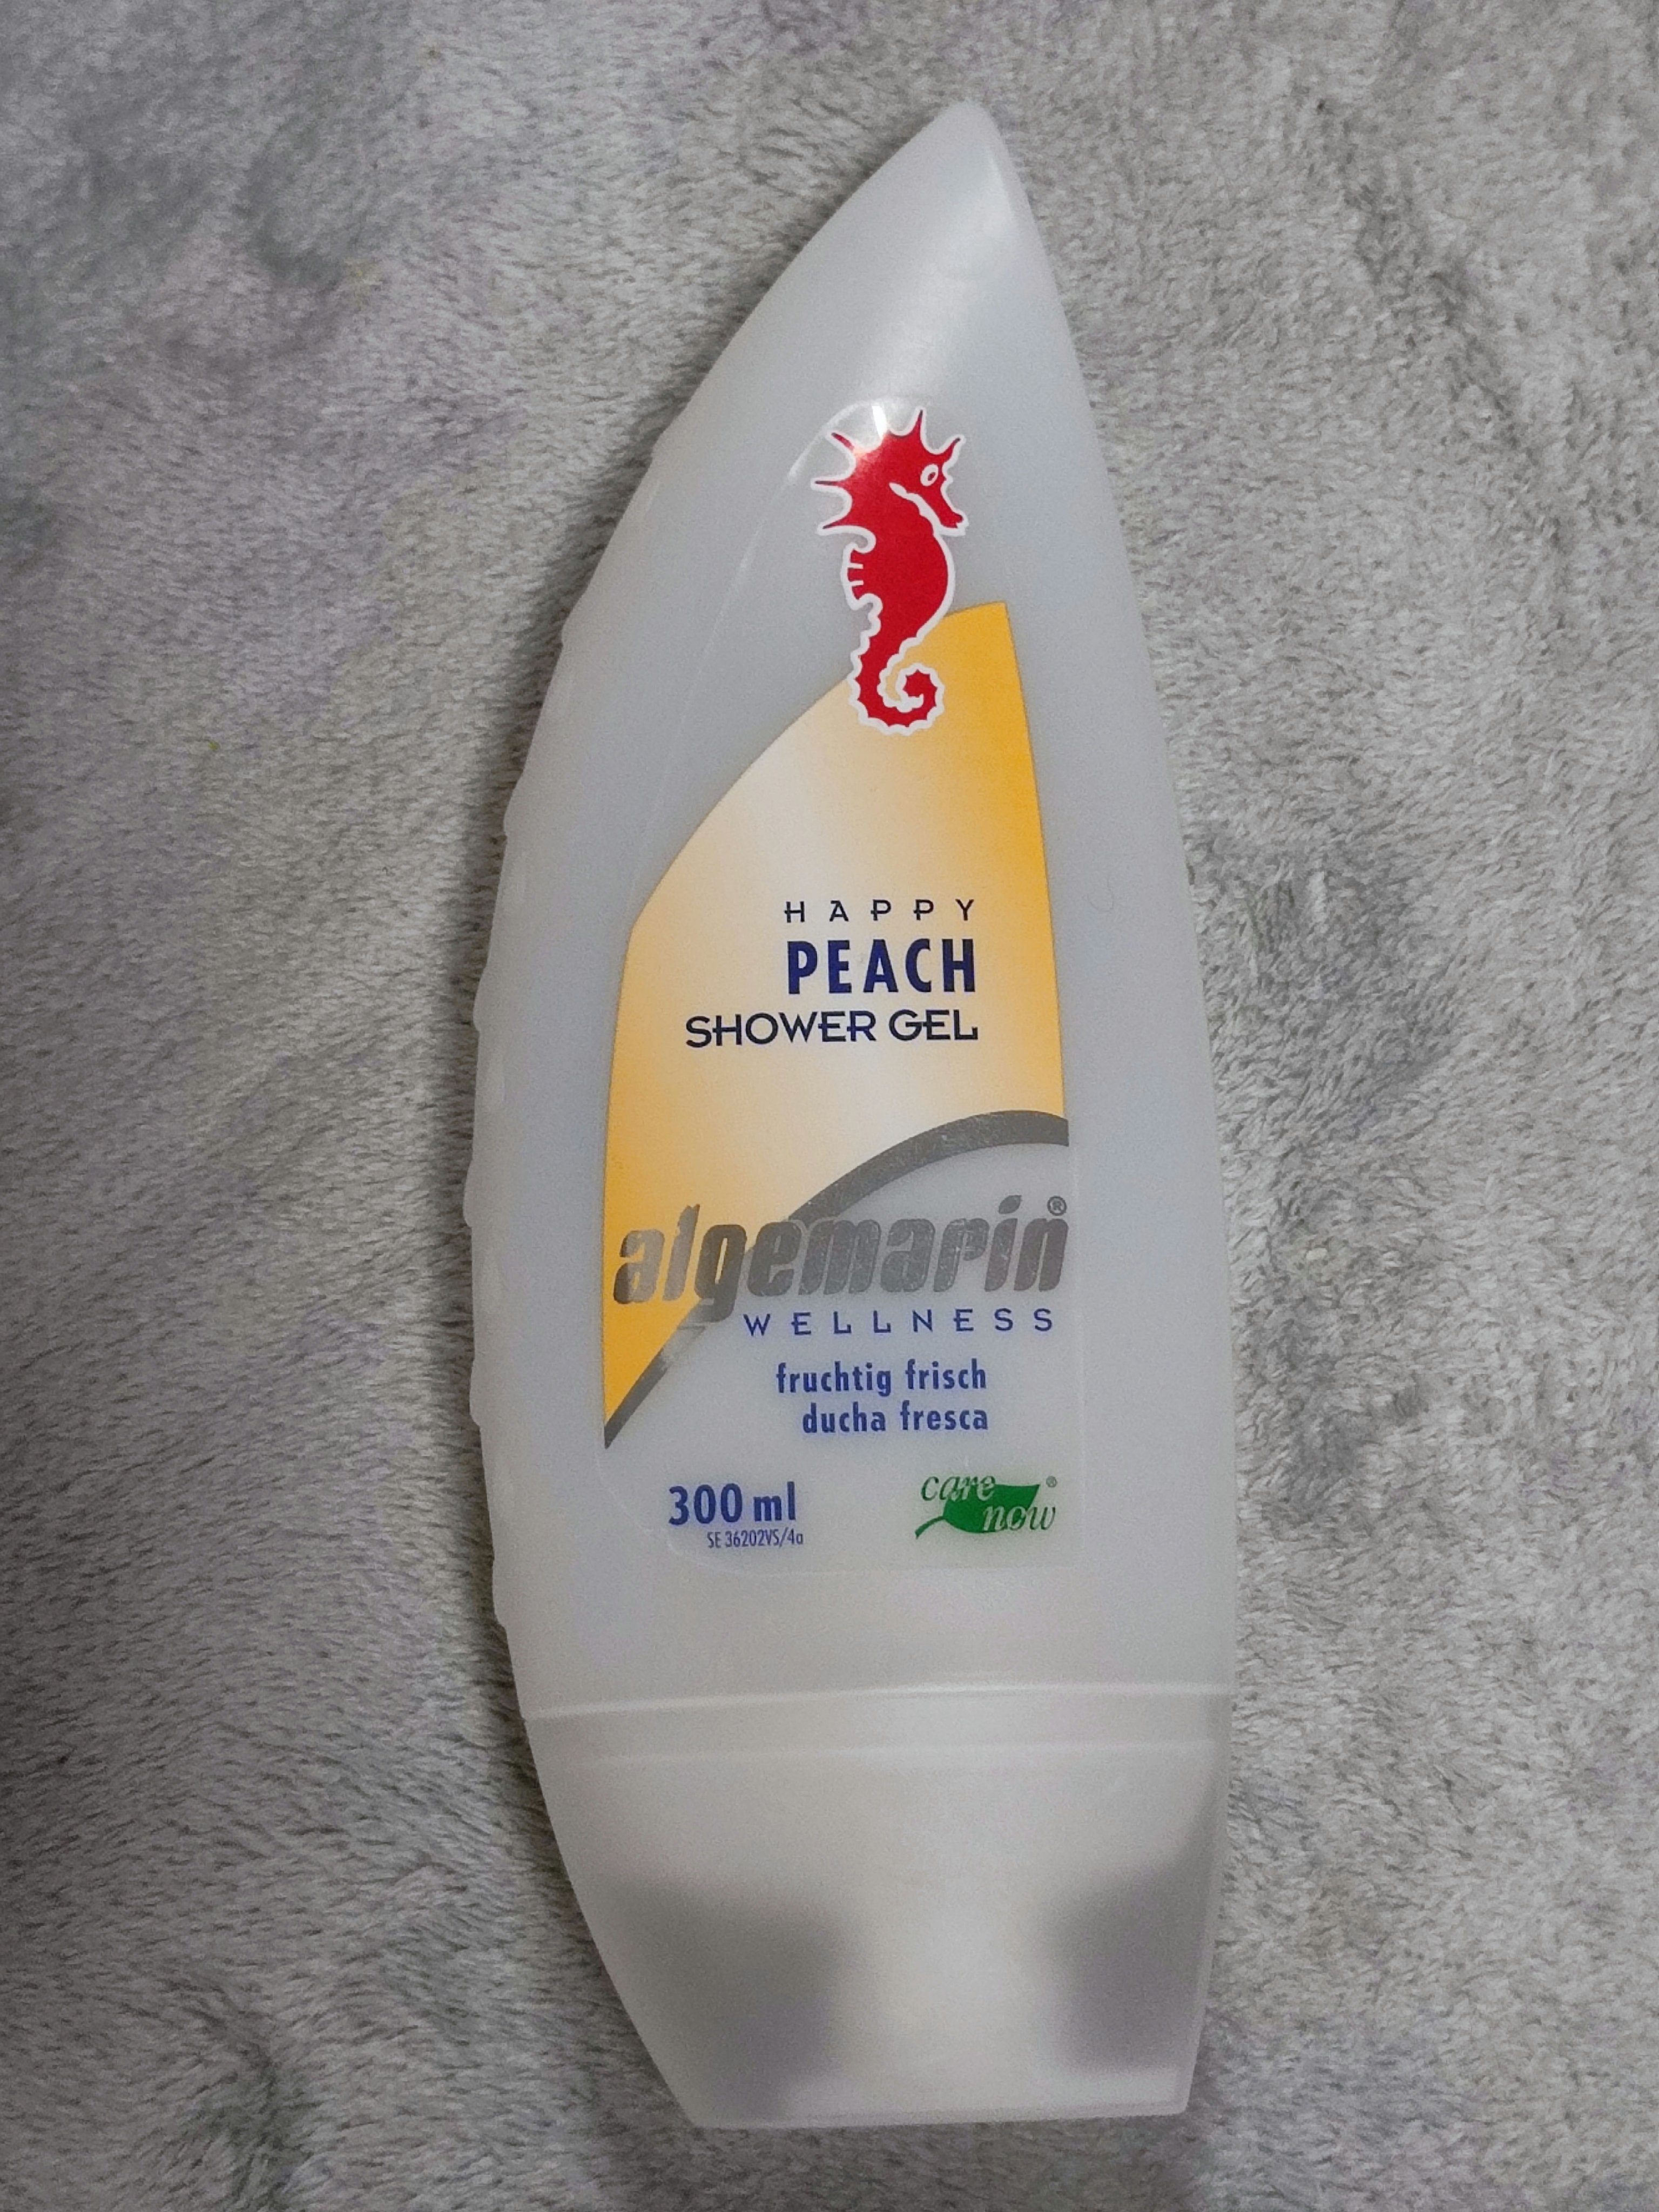 HAPPY
PEACH
SHOWER GEL
algemarin®
WELLNESS
fruchtig frisch
ducha fresca
300 ml
SE 36202VS/4a
care ®
now